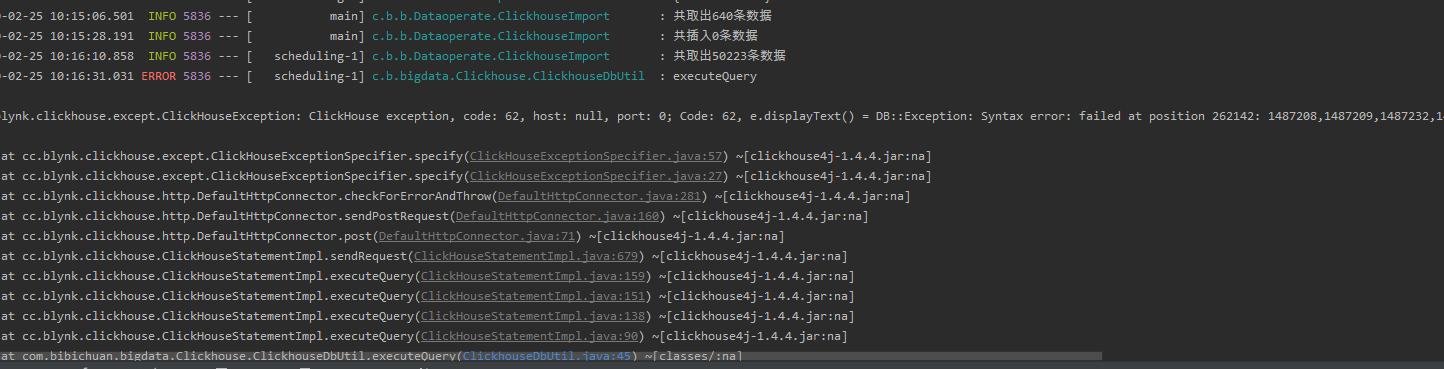 -02-25 10:15:06.501  INFO 5836 --- [           main] c.b.b.Dataoperate.ClickhouseImport       : 共取出640条数据
-02-25 10:15:28.191  INFO 5836 --- [           main] c.b.b.Dataoperate.ClickhouseImport       : 共插入0条数据
-02-25 10:16:10.858  INFO 5836 --- [   scheduling-1] c.b.b.Dataoperate.ClickhouseImport       : 共取出50223条数据
-02-25 10:16:31.031 ERROR 5836 --- [   scheduling-1] c.b.bigdata.Clickhouse.ClickhouseDbUtil  : executeQuery
lynk.clickhouse.except.ClickHouseException: ClickHouse exception, code: 62, host: null, port: 0; Code: 62, e.displayText() = DB::Exception: Syntax error: failed at position 262142: 1487208,1487209,1487232,1
at cc.blynk.clickhouse.except.ClickHouseExceptionSpecifier.specify(ClickHouseExceptionSpecifier.java:57) ~[clickhouse4j-1.4.4.jar:na]
at cc.blynk.clickhouse.except.ClickHouseExceptionSpecifier.specify(ClickHouseExceptionSpecifier.java:27) ~[clickhouse4j-1.4.4.jar:na]
at cc.blynk.clickhouse.http.DefaultHttpConnector.checkForErrorAndThrow(DefaultHttpConnector.java:281) ~[clickhouse4j-1.4.4.jar:na]
at cc.blynk.clickhouse.http.DefaultHttpConnector.sendPostRequest(DefaultHttpConnector.java:160) ~[clickhouse4j-1.4.4.jar:na]
at cc.blynk.clickhouse.http.DefaultHttpConnector.post(DefaultHttpConnector.java:71) ~[clickhouse4j-1.4.4.jar:na]
at cc.blynk.clickhouse.ClickHouseStatementImpl.sendRequest(ClickHouseStatementImpl.java:679) ~[clickhouse4j-1.4.4.jar:na]
at cc.blynk.clickhouse.ClickHouseStatementImpl.executeQuery(ClickHouseStatementImpl.java:159) ~[clickhouse4j-1.4.4.jar:na]
at cc.blynk.clickhouse.ClickHouseStatementImpl.executeQuery(ClickHouseStatementImpl.java:151) ~[clickhouse4j-1.4.4.jar:na]
at cc.blynk.clickhouse.ClickHouseStatementImpl.executeQuery(ClickHouseStatementImpl.java:138) ~[clickhouse4j-1.4.4.jar:na]
at cc.blynk.clickhouse.ClickHouseStatementImpl.executeQuery(ClickHouseStatementImpl.java:90) ~[clickhouse4j-1.4.4.jar:na]
at com.bibichuan.bigdata.Clickhouse.ClickhouseDbUtil.executeQuery(ClickhouseDbUtil.java:45) ~[classes/:na]